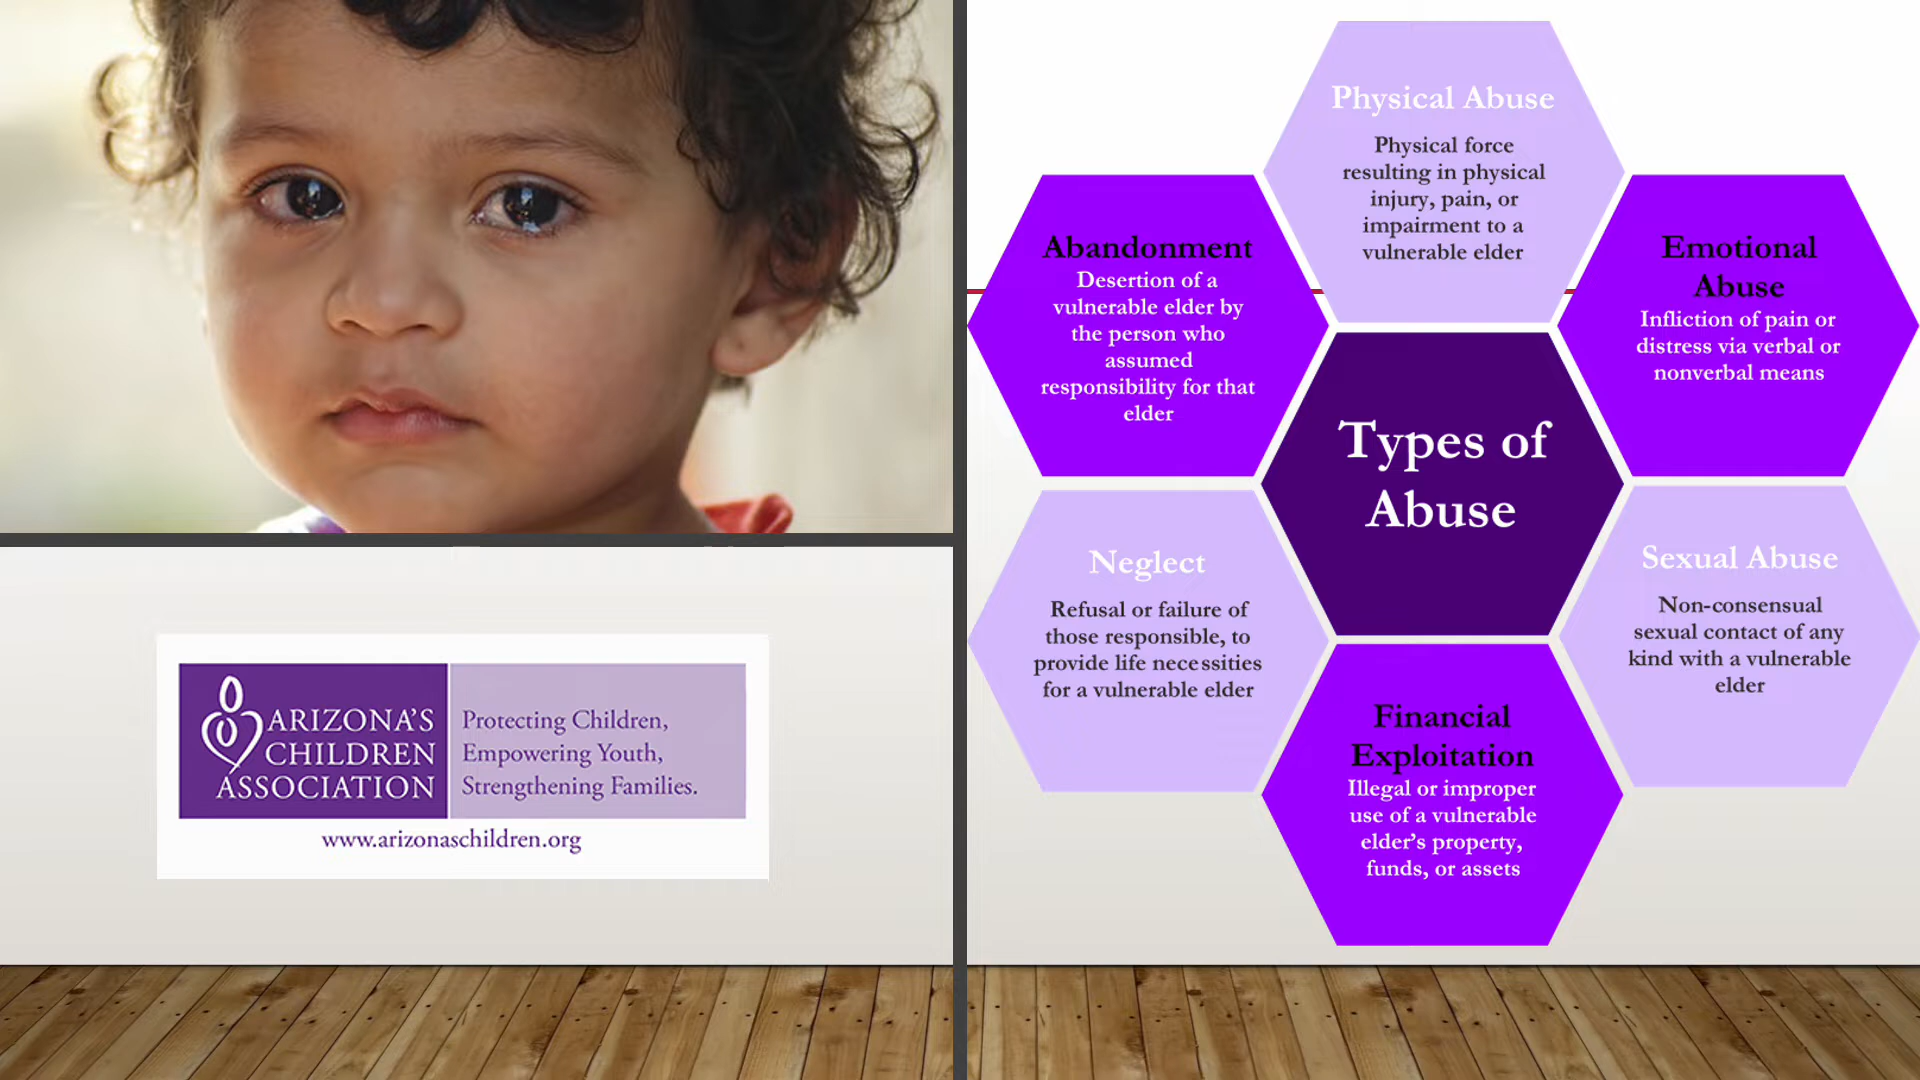 ARIZONA'S
CHILDREN
ASSOCIATION
Protecting Children,
Empowering Youth,
Strengthening Families.
www.arizonaschildren.org
Physical Abuse
Physical force
resulting in physical
injury, pain, or
impairment to a
vulnerable elder
Abandonment
Desertion of a
vulnerable elder by
the person who
assumed
responsibility for that
elder
Emotional
Abuse
Infliction of pain or
distress via verbal or
nonverbal means
Types of
Abuse
Neglect
Refusal or failure of
those responsible, to
provide life necessities
for a vulnerable elder
Sexual Abuse
Non-consensual
sexual contact of any
kind with a vulnerable
elder
Financial
Exploitation
Illegal or improper
use of a vulnerable
elder's property,
funds, or assets